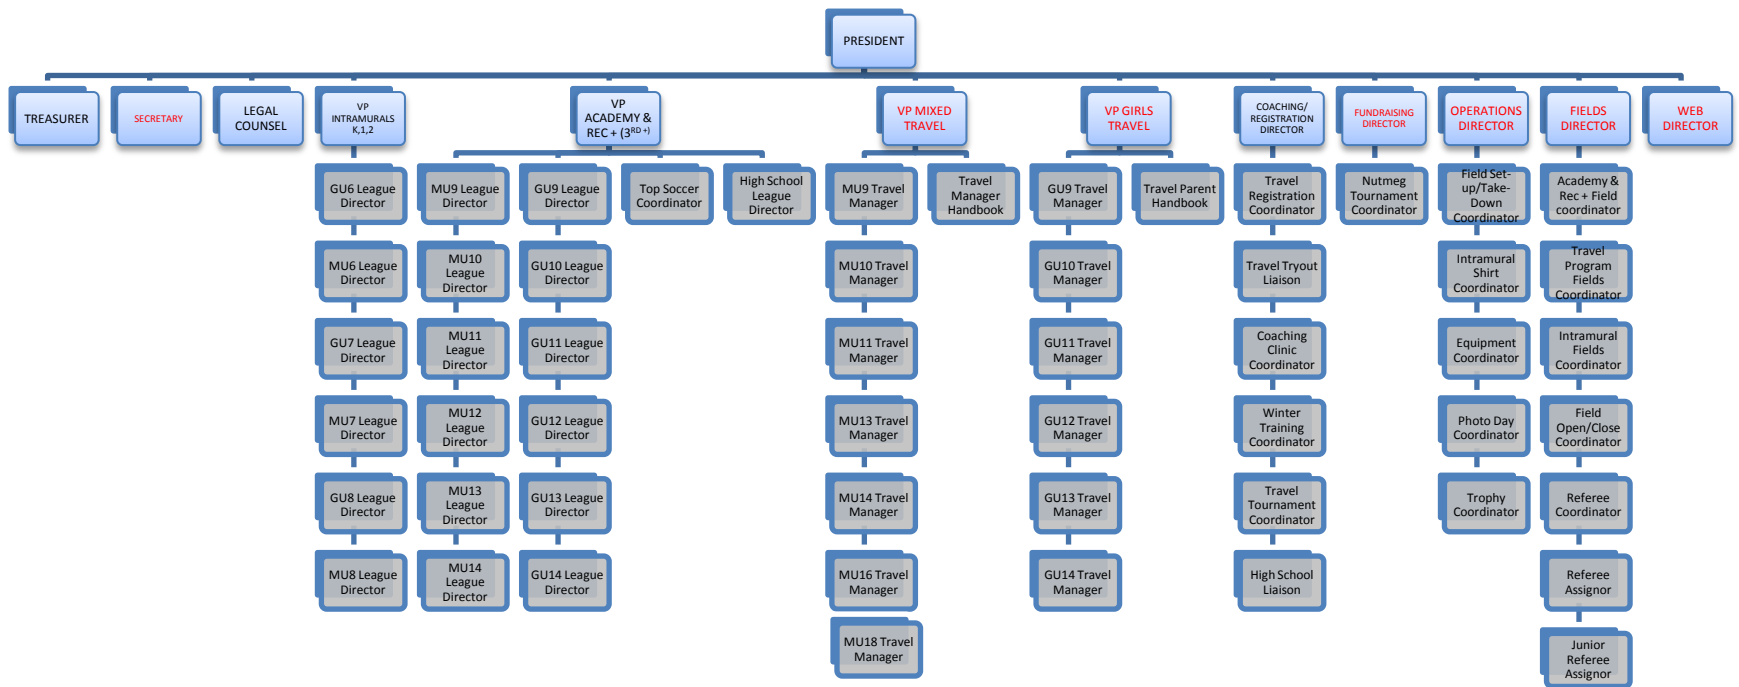 PRESIDENT
TREASURER
SECRETARY
LEGAL
COUNSEL
VP
INTRAMURALS
K,1,2
VP
ACADEMY &
REC + (3RD +)
VP MIXED
TRAVEL
VP GIRLS
TRAVEL
COACHING/
REGISTRATION
DIRECTOR
FUNDRAISING
DIRECTOR
OPERATIONS
DIRECTOR
FIELDS
DIRECTOR
WEB
DIRECTOR
GU6 League
Director
MU6 League
Director
GU7 League
Director
MU7 League
Director
GU8 League
Director
MU8 League
Director
MU9 League
Director
MU10
League
Director
MU11
League
Director
MU12
League
Director
MU13
League
Director
MU14
League
Director
GU9 League
Director
GU10 League
Director
GU11 League
Director
GU12 League
Director
GU13 League
Director
GU14 League
Director
Top Soccer
Coordinator
High School
League
Director
MU9 Travel
Manager
MU10 Travel
Manager
MU11 Travel
Manager
MU13 Travel
Manager
MU14 Travel
Manager
MU16 Travel
Manager
MU18 Travel
Manager
Travel
Manager
Handbook
GU9 Travel
Manager
GU10 Travel
Manager
GU11 Travel
Manager
GU12 Travel
Manager
GU13 Travel
Manager
GU14 Travel
Manager
Travel Parent
Handbook
Travel
Registration
Coordinator
Travel Tryout
Liaison
Coaching
Clinic
Coordinator
Winter
Training
Coordinator
Travel
Tournament
Coordinator
High School
Liaison
Nutmeg
Tournament
Coordinator
Field Set-
up/Take-
Down
Coordinator
Intramural
Shirt
Coordinator
Equipment
Coordinator
Photo Day
Coordinator
Trophy
Coordinator
Academy &
Rec + Field
coordinator
Travel
Program
Fields
Coordinator
Intramural
Fields
Coordinator
Field
Open/Close
Coordinator
Referee
Coordinator
Referee
Assignor
Junior
Referee
Assignor